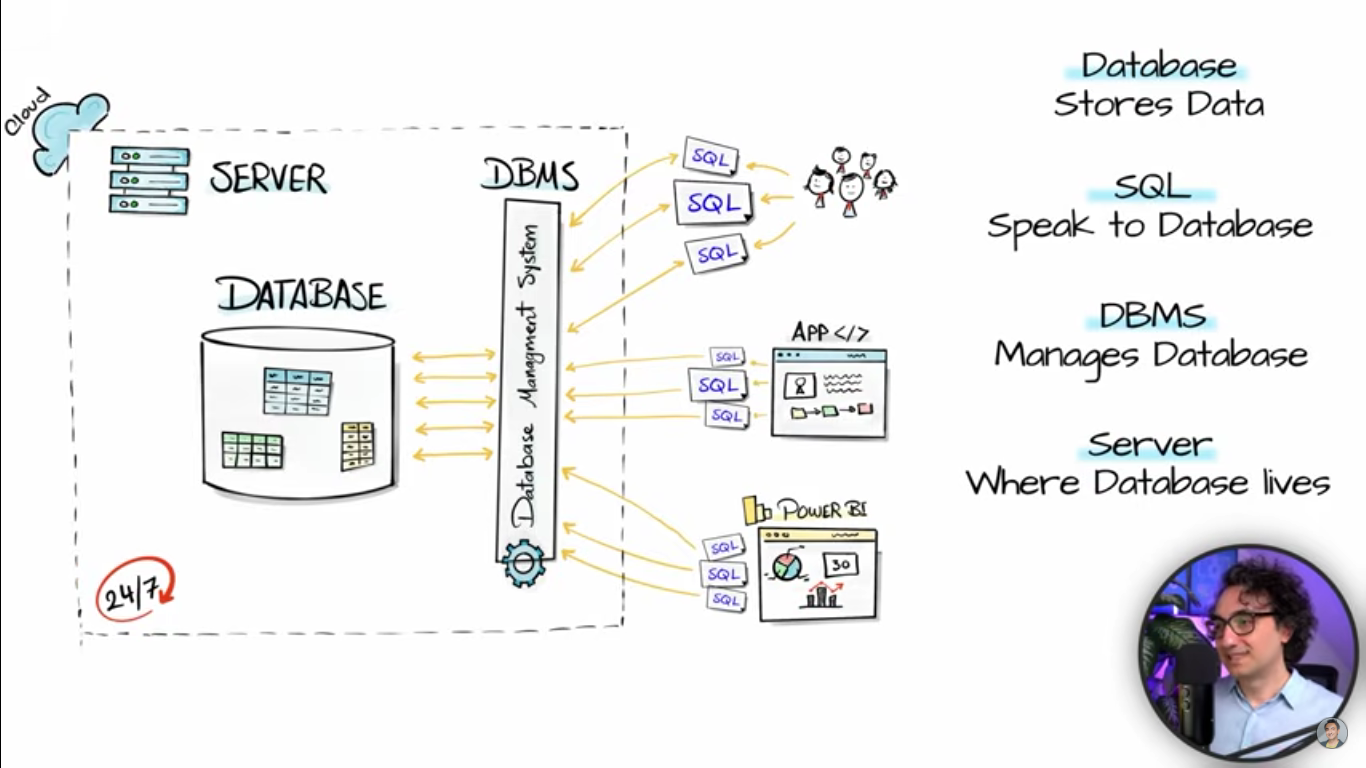 Cloud
SERVER
DBMS
DATABASE
Database Managment System
24/7
SQL
SQL
SQL
APP </>
SQL
SQL
SQL
POWER BI
30
SQL
SQL
SQL
Database
Stores Data
SQL
Speak to Database
DBMS
Manages Database
Server
Where Database lives